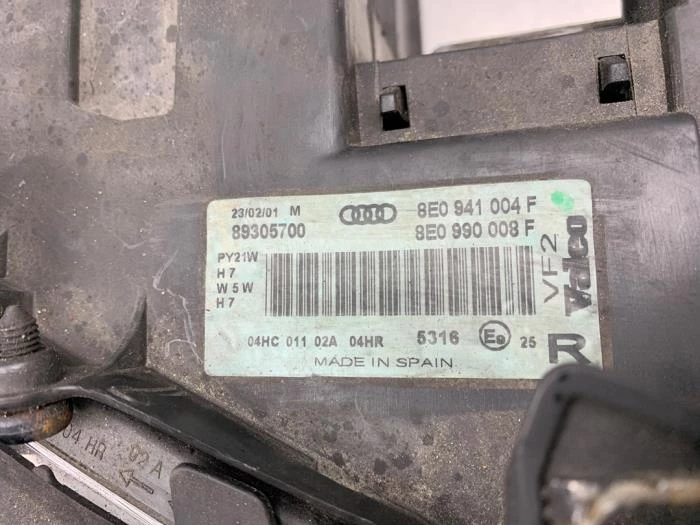 23/02/01 M
8E0 941 004 F
89305700
8E0 990 008 F
PY21W
H7
W5W
H7
VF2
Valeo
04HC 011 02A 04HR
5316
E9
25
R
MADE IN SPAIN
04 HR 02 A